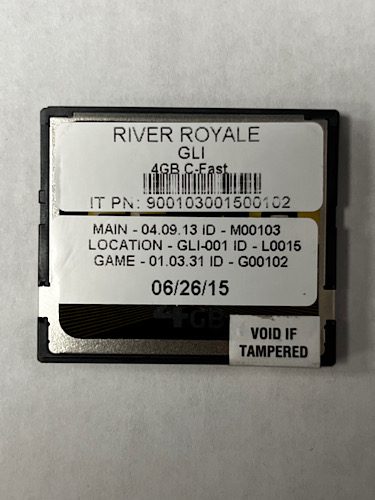 RIVER ROYALE
GLI
4GB C-Fast
IT PN: 900103001500102
MAIN - 04.09.13 ID - M00103
LOCATION - GLI-001 ID - L0015
GAME - 01.03.31 ID - G00102
06/26/15
4GB
VOID IF
TAMPERED